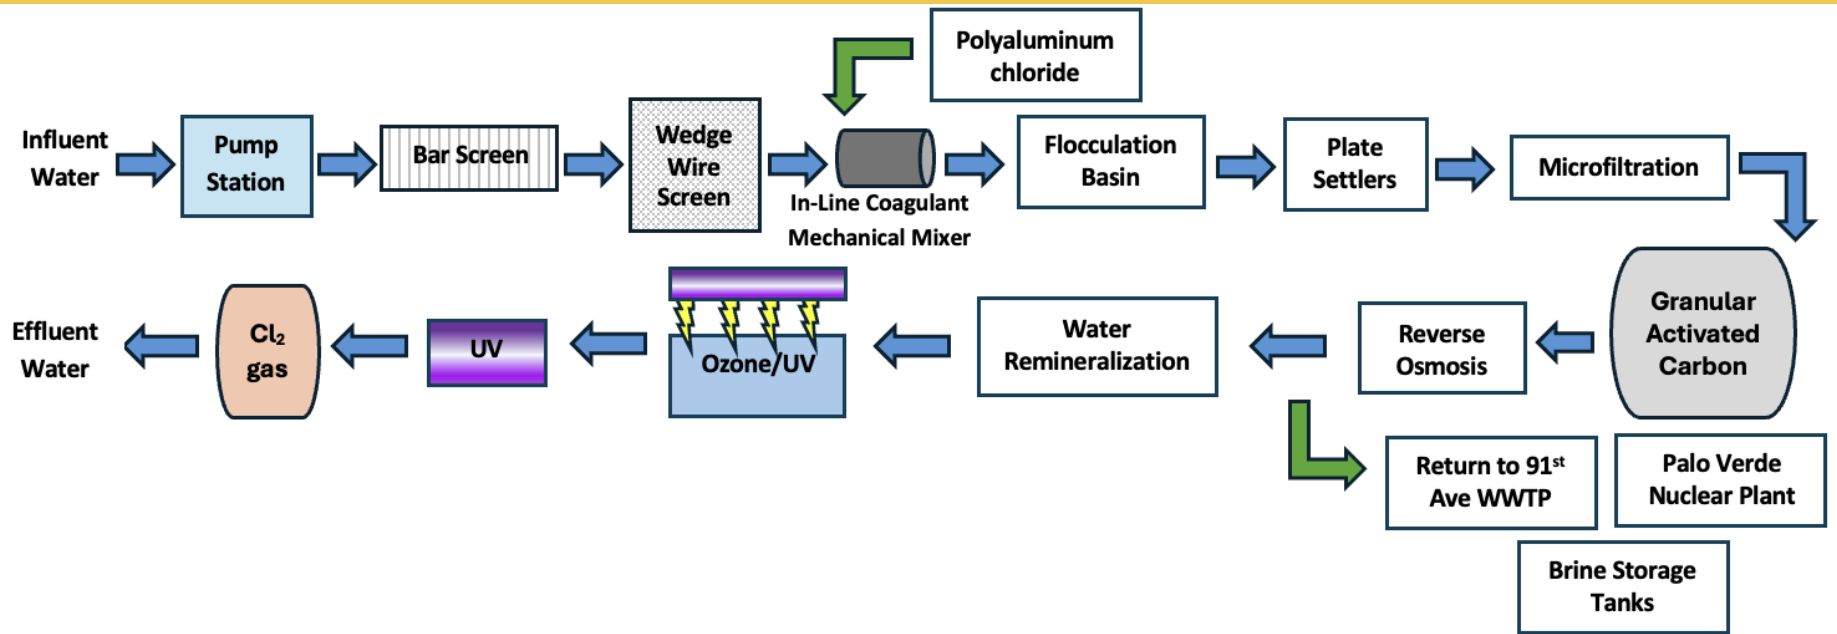 Polyaluminum
chloride
Influent
Water
Pump
Station
Bar Screen
Wedge
Wire
Screen
In-Line Coagulant
Mechanical Mixer
Flocculation
Basin
Plate
Settlers
Microfiltration
Granular
Activated
Carbon
Reverse
Osmosis
Water
Remineralization
Ozone/UV
UV
Cl₂
gas
Effluent
Water
Return to 91ˢᵗ
Ave WWTP
Palo Verde
Nuclear Plant
Brine Storage
Tanks